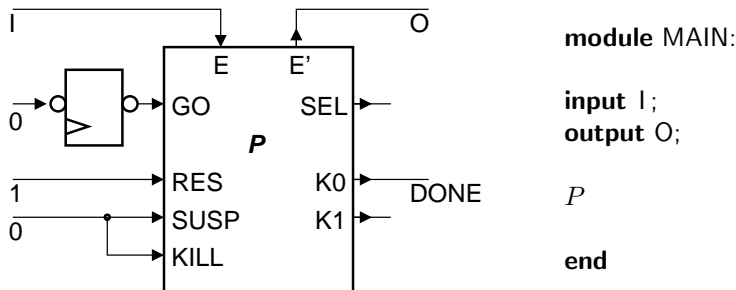 I
O
E E'
0
GO
SEL
P
1
RES
K0
DONE
0
SUSP
K1
KILL
module MAIN:
input I;
output O;
P
end